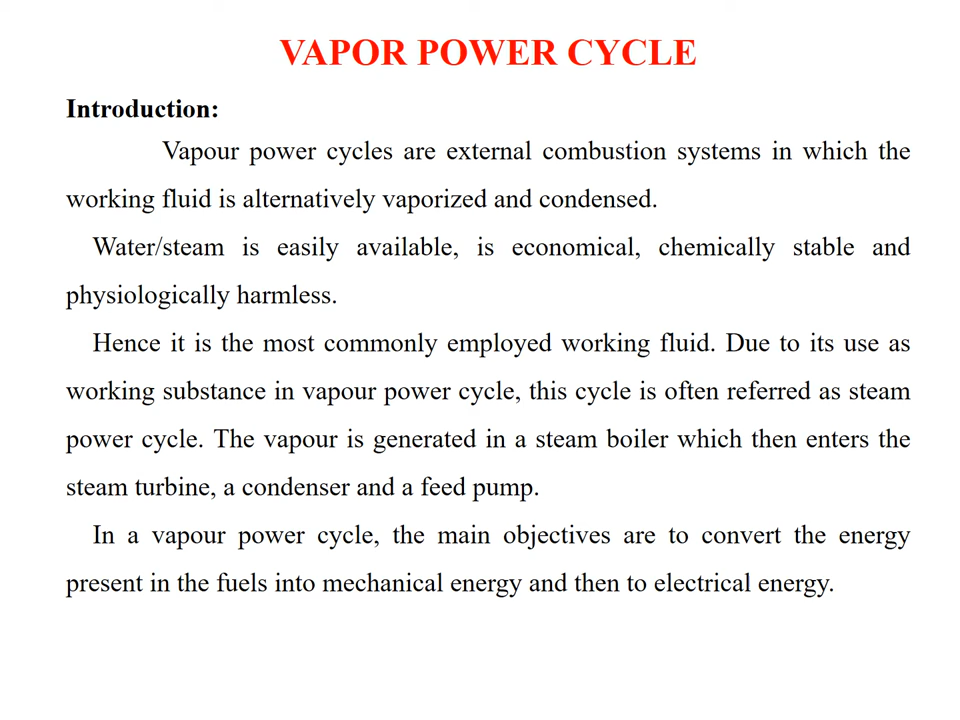 VAPOR POWER CYCLE
Introduction:
Vapour power cycles are external combustion systems in which the
working fluid is alternatively vaporized and condensed.
Water/steam is easily available, is economical, chemically stable and
physiologically harmless.
Hence it is the most commonly employed working fluid. Due to its use as
working substance in vapour power cycle, this cycle is often referred as steam
power cycle. The vapour is generated in a steam boiler which then enters the
steam turbine, a condenser and a feed pump.
In a vapour power cycle, the main objectives are to convert the energy
present in the fuels into mechanical energy and then to electrical energy.